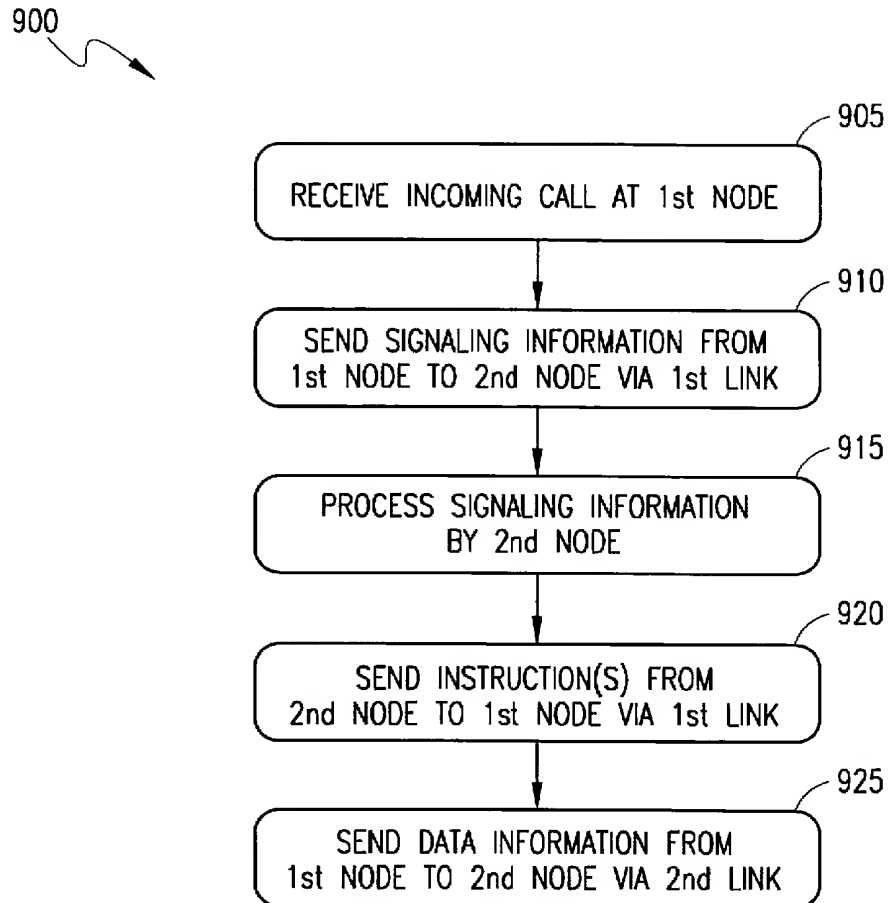 900
905
RECEIVE INCOMING CALL AT 1st NODE
910
SEND SIGNALING INFORMATION FROM
1st NODE TO 2nd NODE VIA 1st LINK
915
PROCESS SIGNALING INFORMATION
BY 2nd NODE
920
SEND INSTRUCTION(S) FROM
2nd NODE TO 1st NODE VIA 1st LINK
925
SEND DATA INFORMATION FROM
1st NODE TO 2nd NODE VIA 2nd LINK